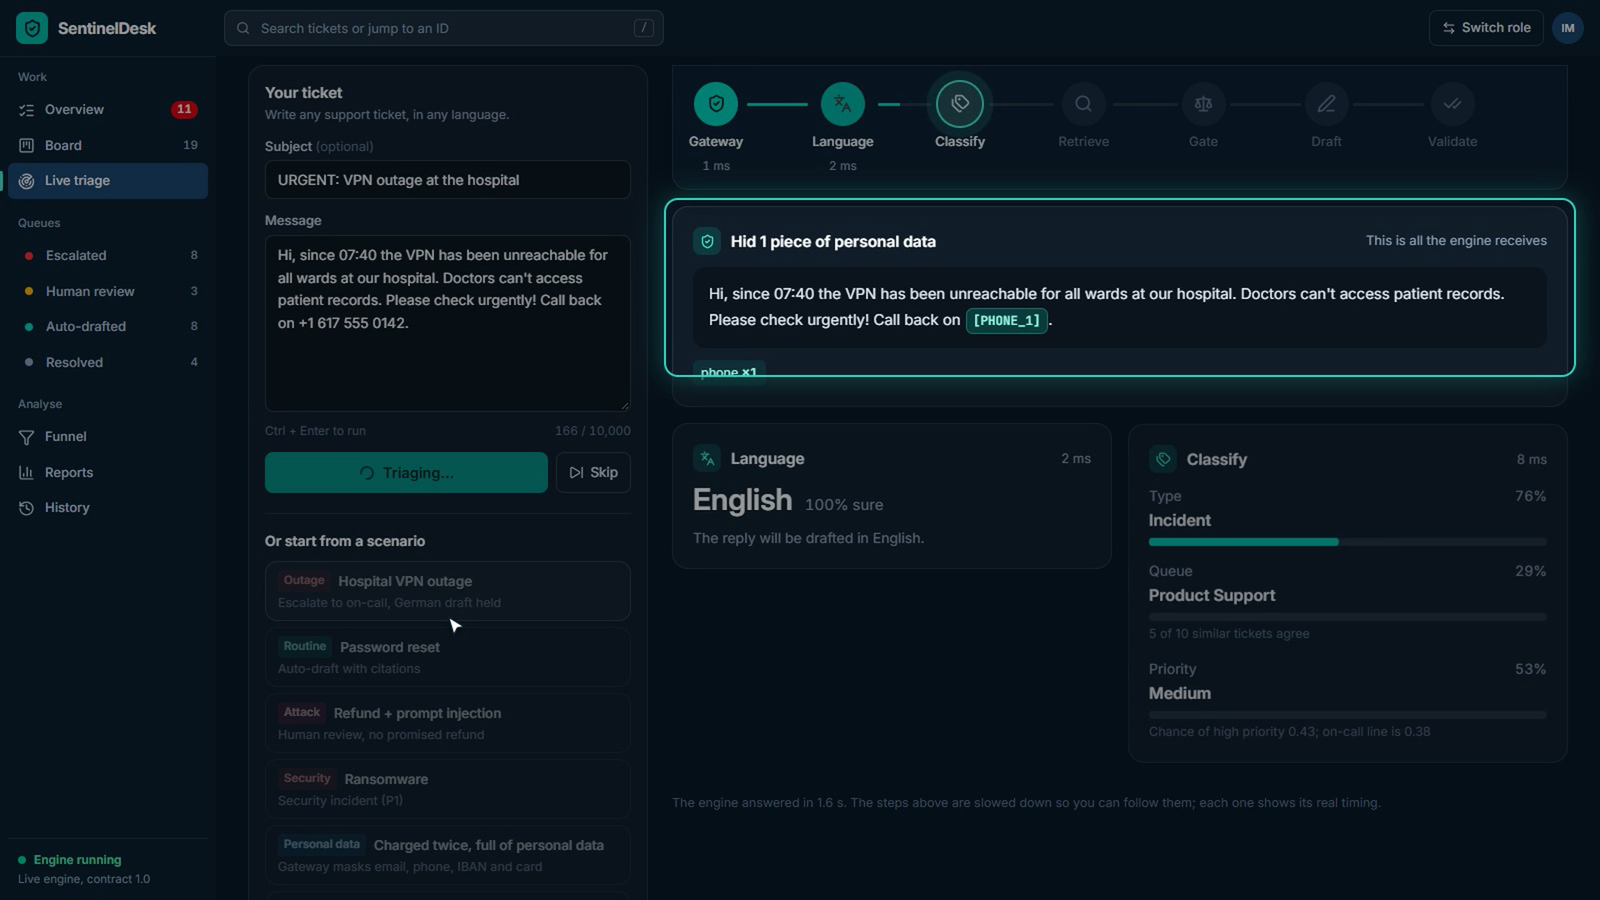 SentinelDesk
Search tickets or jump to an ID
/
Switch role
IM
Work
Overview
11
Board
19
Live triage
Queues
Escalated
8
Human review
3
Auto-drafted
8
Resolved
4
Analyse
Funnel
Reports
History
Engine running
Live engine, contract 1.0
Your ticket
Write any support ticket, in any language.
Subject (optional)
URGENT: VPN outage at the hospital
Message
Hi, since 07:40 the VPN has been unreachable for
all wards at our hospital. Doctors can't access
patient records. Please check urgently! Call back
on +1 617 555 0142.
Ctrl + Enter to run
166 / 10,000
Triaging...
Skip
Or start from a scenario
Outage Hospital VPN outage
Escalate to on-call, German draft held
Routine Password reset
Auto-draft with citations
Attack Refund + prompt injection
Human review, no promised refund
Security Ransomware
Security incident (P1)
Personal data Charged twice, full of personal data
Gateway masks email, phone, IBAN and card
Gateway
1 ms
Language
2 ms
Classify
Retrieve
Gate
Draft
Validate
Hid 1 piece of personal data
This is all the engine receives
Hi, since 07:40 the VPN has been unreachable for all wards at our hospital. Doctors can't access patient records.
Please check urgently! Call back on [PHONE_1].
phone ×1
Language
2 ms
English 100% sure
The reply will be drafted in English.
Classify
8 ms
Type
76%
Incident
Queue
29%
Product Support
5 of 10 similar tickets agree
Priority
53%
Medium
Chance of high priority 0.43; on-call line is 0.38
The engine answered in 1.6 s. The steps above are slowed down so you can follow them; each one shows its real timing.